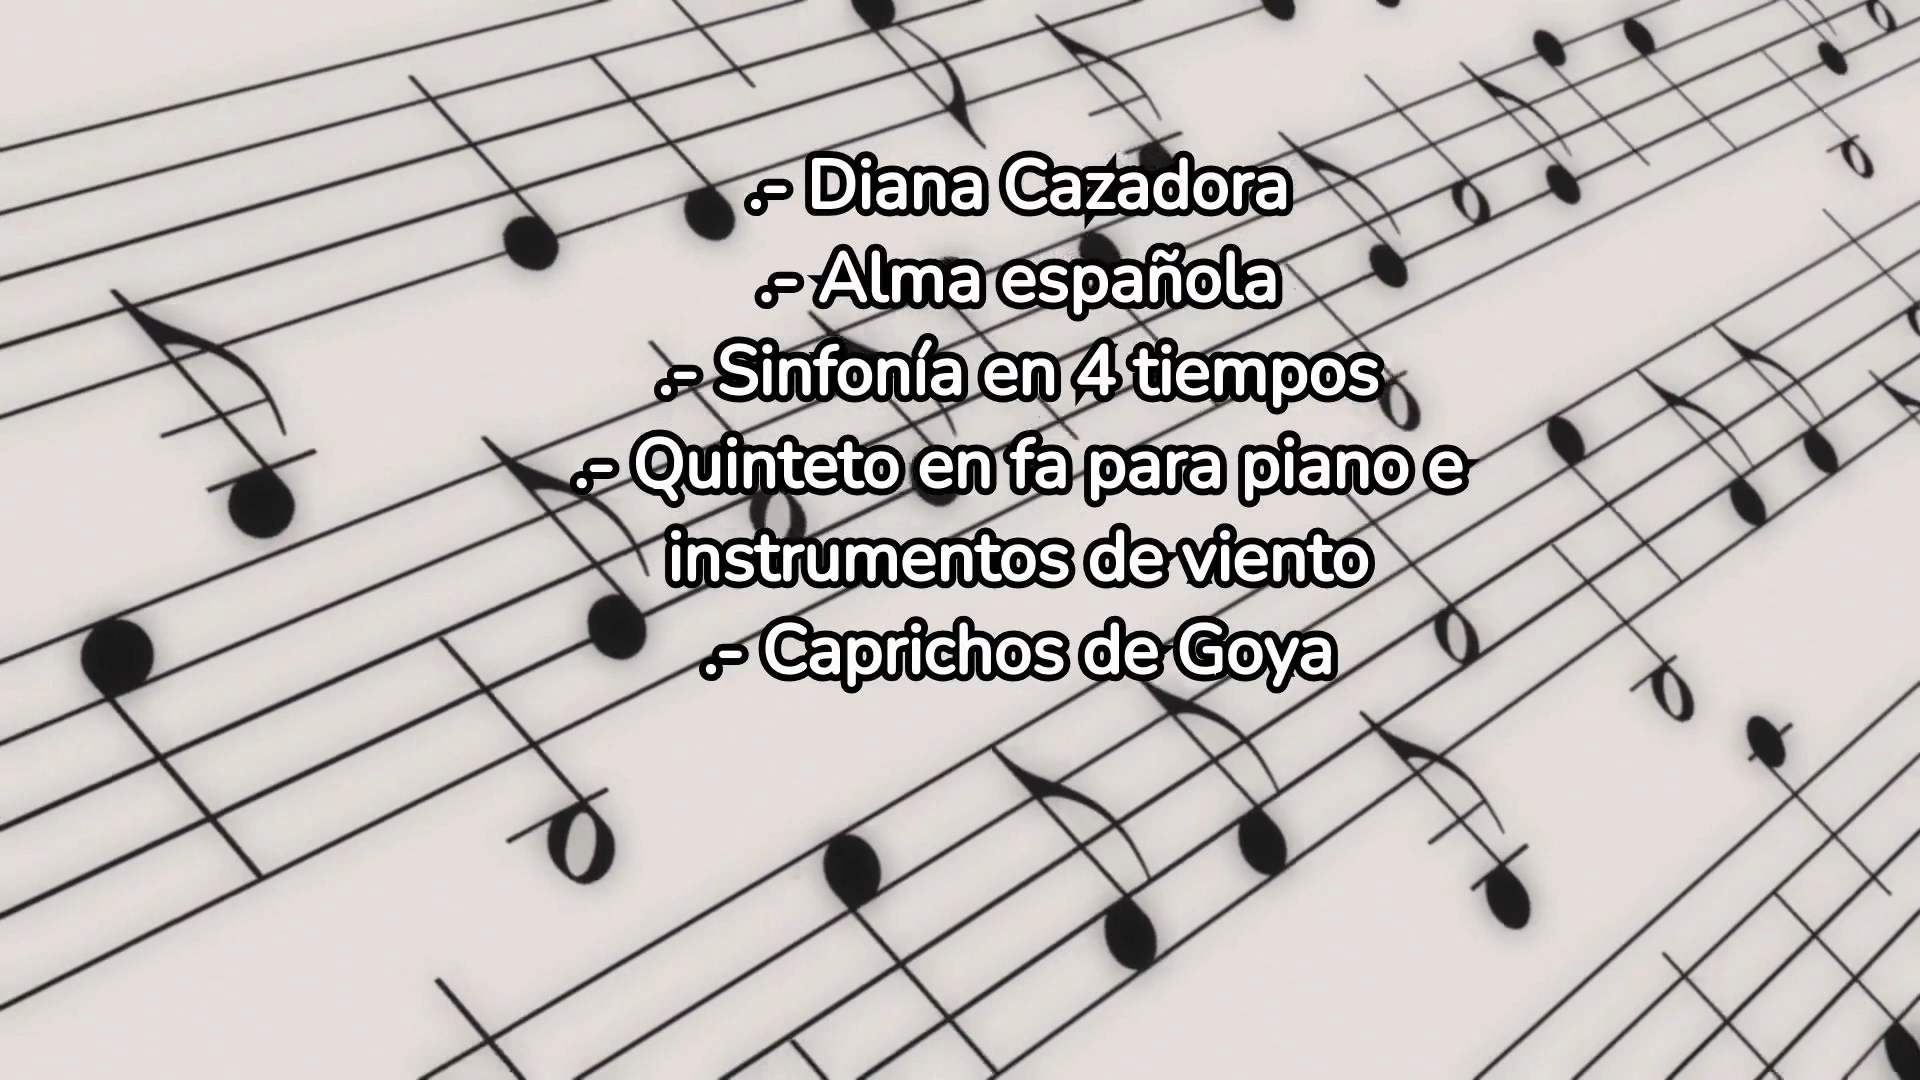 .- Diana Cazadora
.- Alma española
.- Sinfonía en 4 tiempos
.- Quinteto en fa para piano e
instrumentos de viento
.- Caprichos de Goya